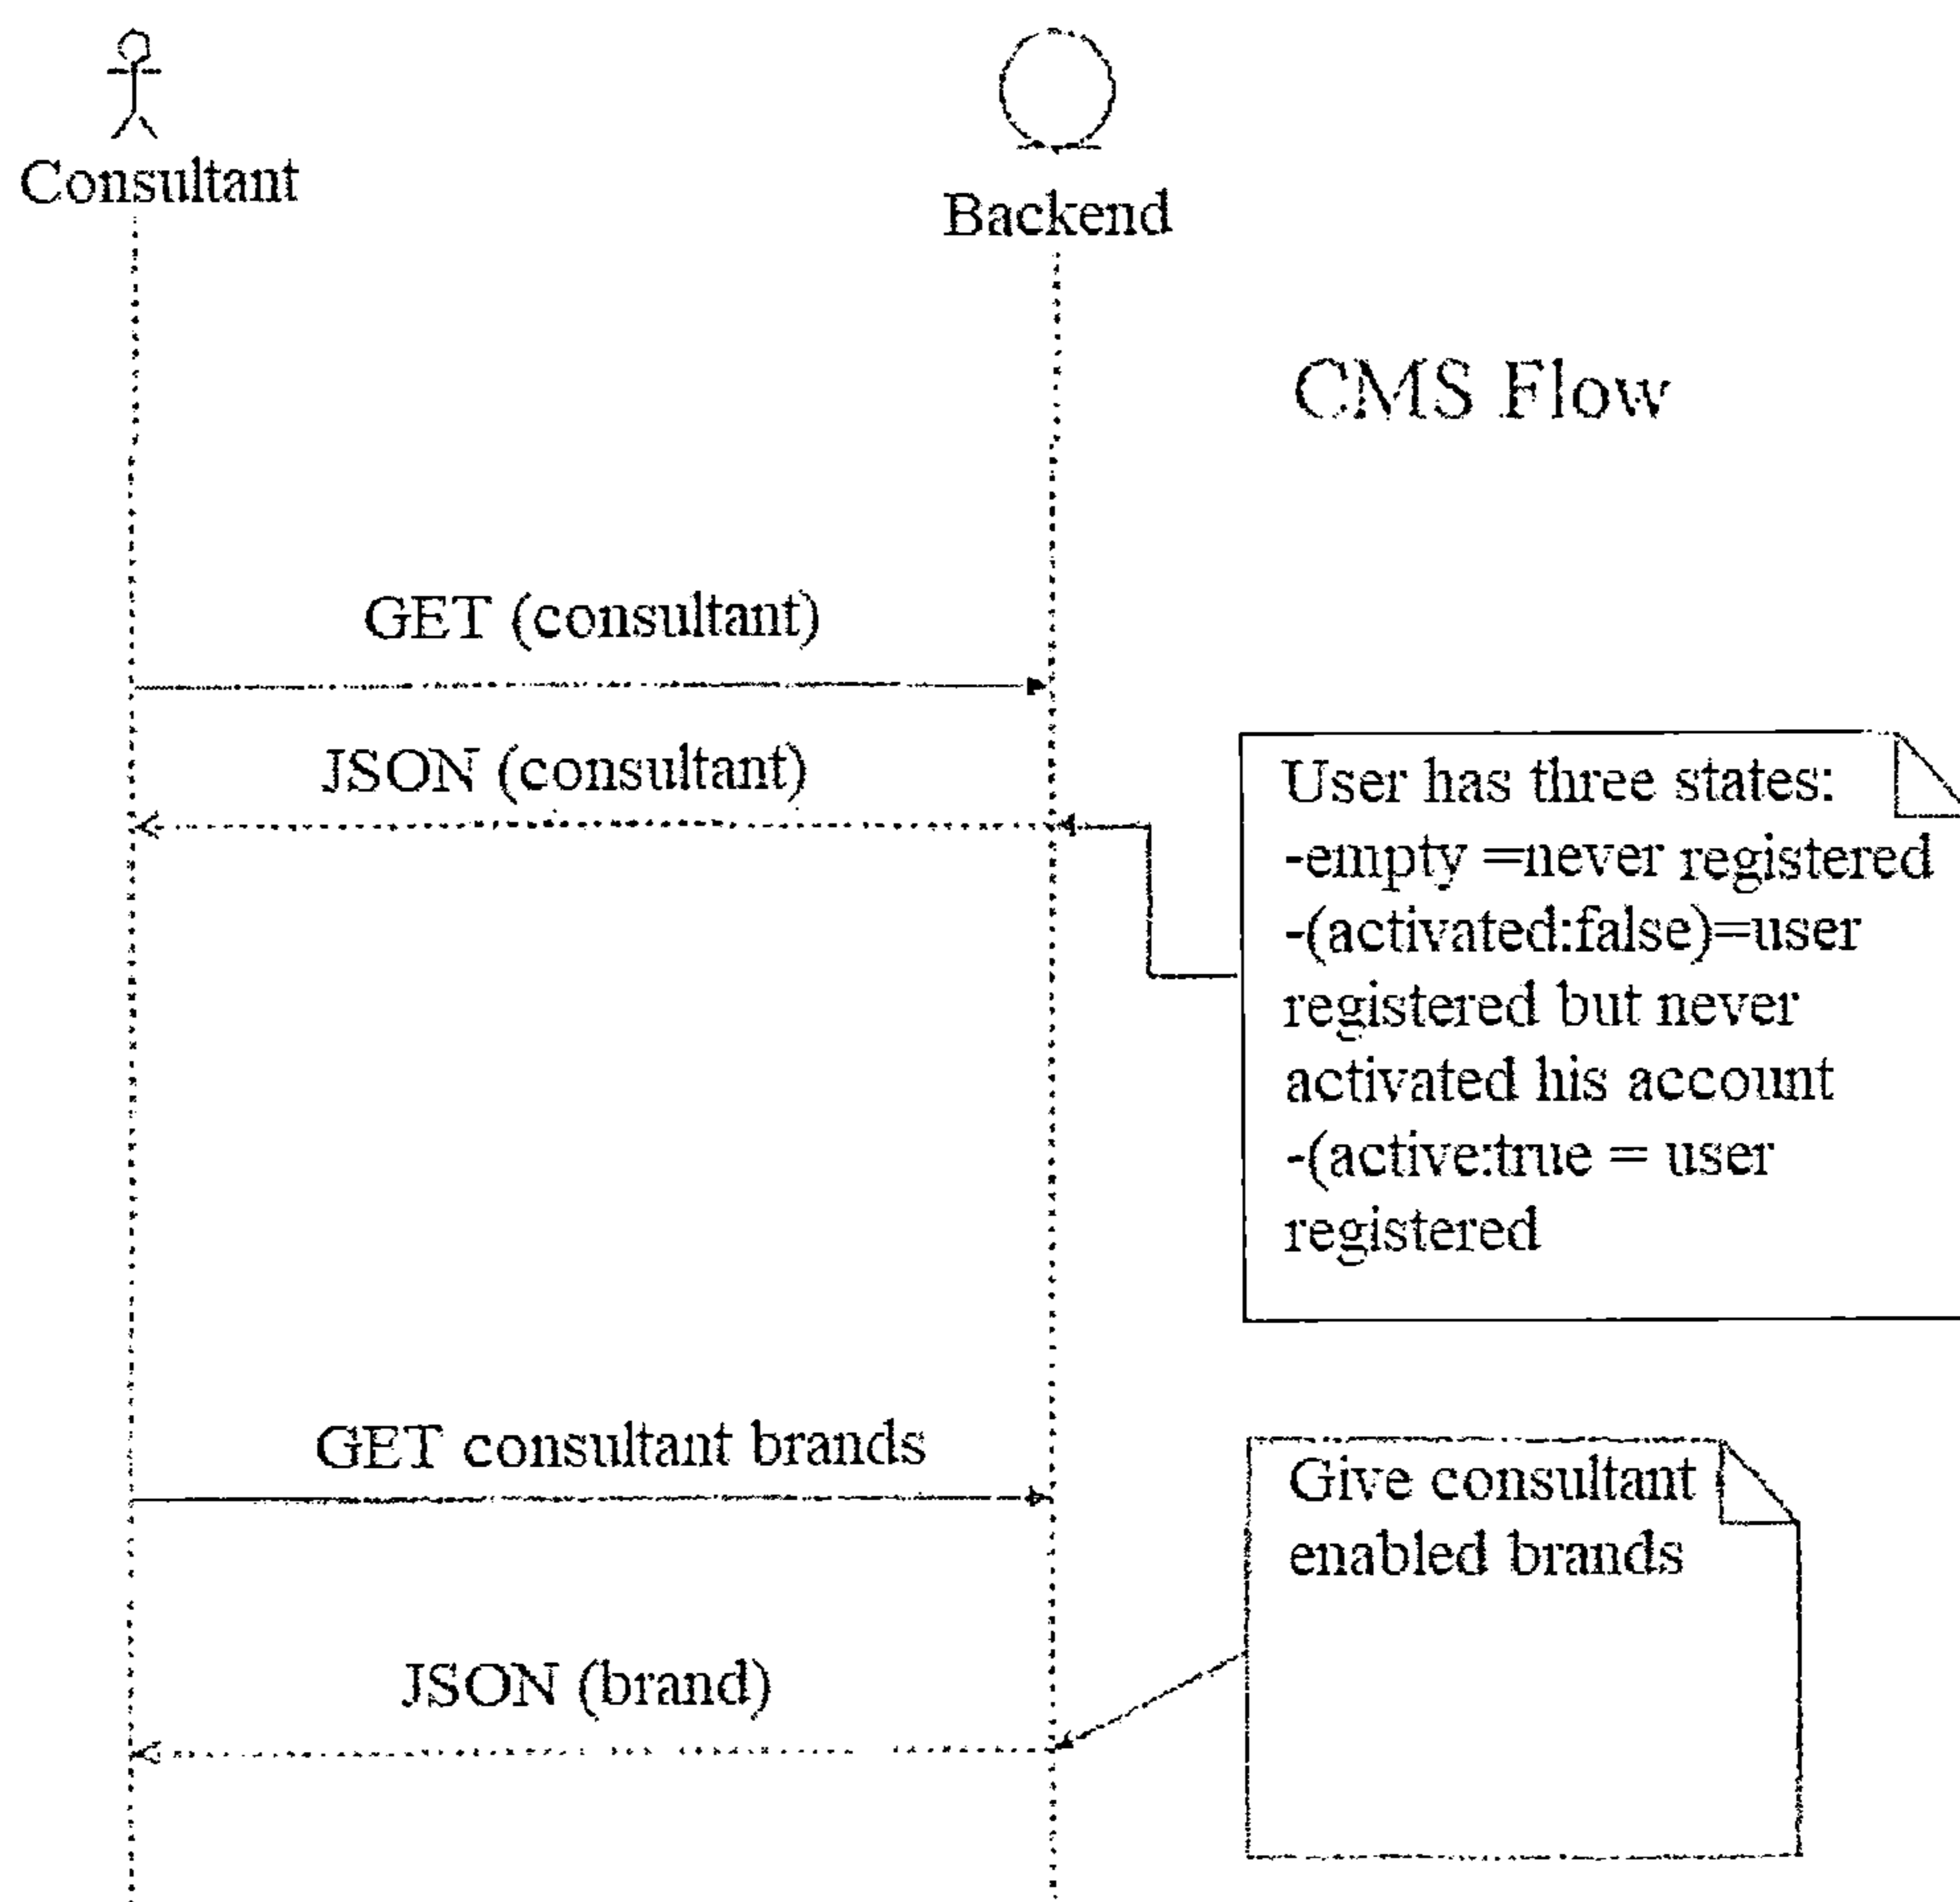 Consultant
Backend
CMS Flow
GET (consultant)
JSON (consultant)
User has three states:
-empty =never registered
-(activated:false)=user
registered but never
activated his account
-(active:true = user
registered
GET consultant brands
Give consultant
enabled brands
JSON (brand)